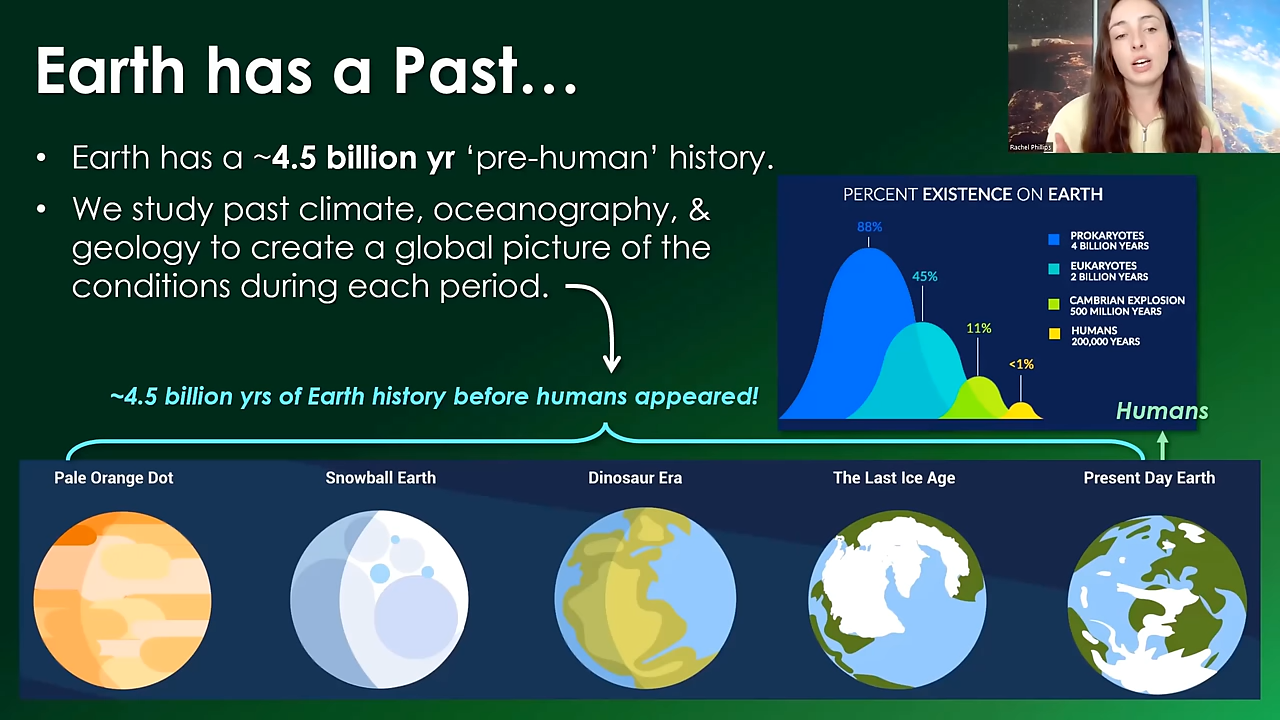 Earth has a Past…
Rachel Phillips
• Earth has a ~4.5 billion yr ‘pre-human’ history.
• We study past climate, oceanography, &
geology to create a global picture of the
conditions during each period.
PERCENT EXISTENCE ON EARTH
88%
45%
11%
<1%
PROKARYOTES
4 BILLION YEARS
EUKARYOTES
2 BILLION YEARS
CAMBRIAN EXPLOSION
500 MILLION YEARS
HUMANS
200,000 YEARS
~4.5 billion yrs of Earth history before humans appeared!
Humans
Pale Orange Dot
Snowball Earth
Dinosaur Era
The Last Ice Age
Present Day Earth